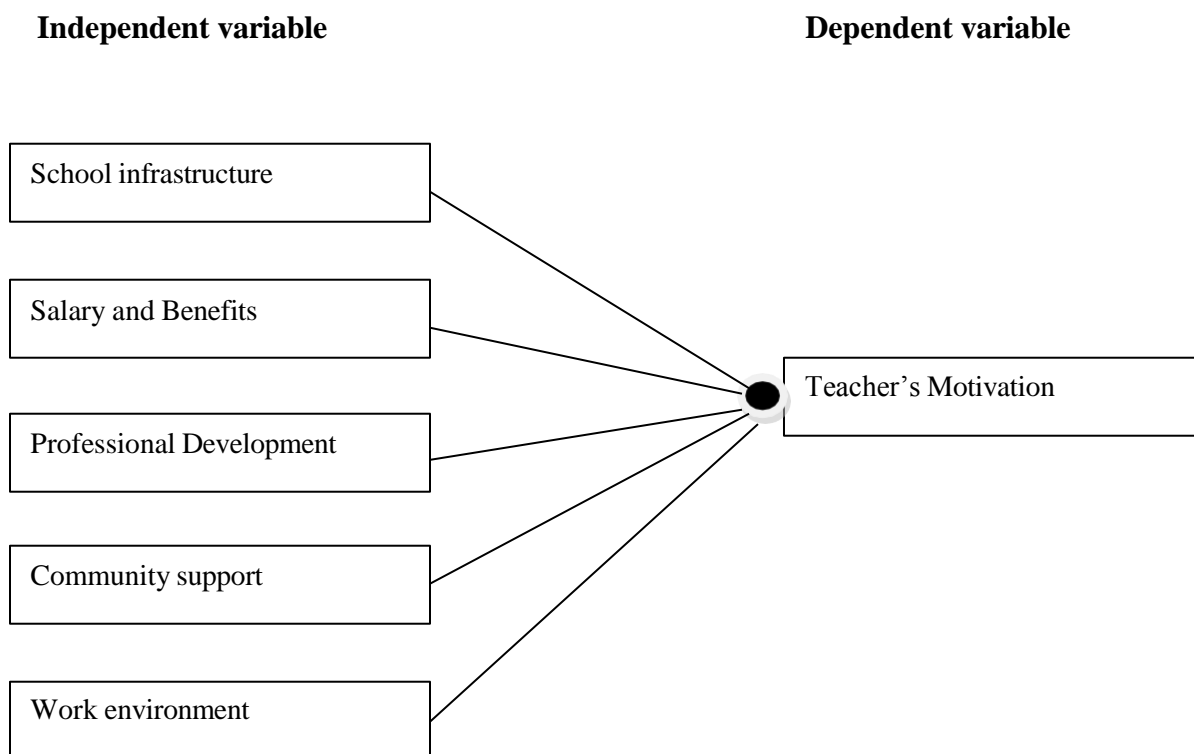 Independent variable
Dependent variable
School infrastructure
Salary and Benefits
Teacher’s Motivation
Professional Development
Community support
Work environment